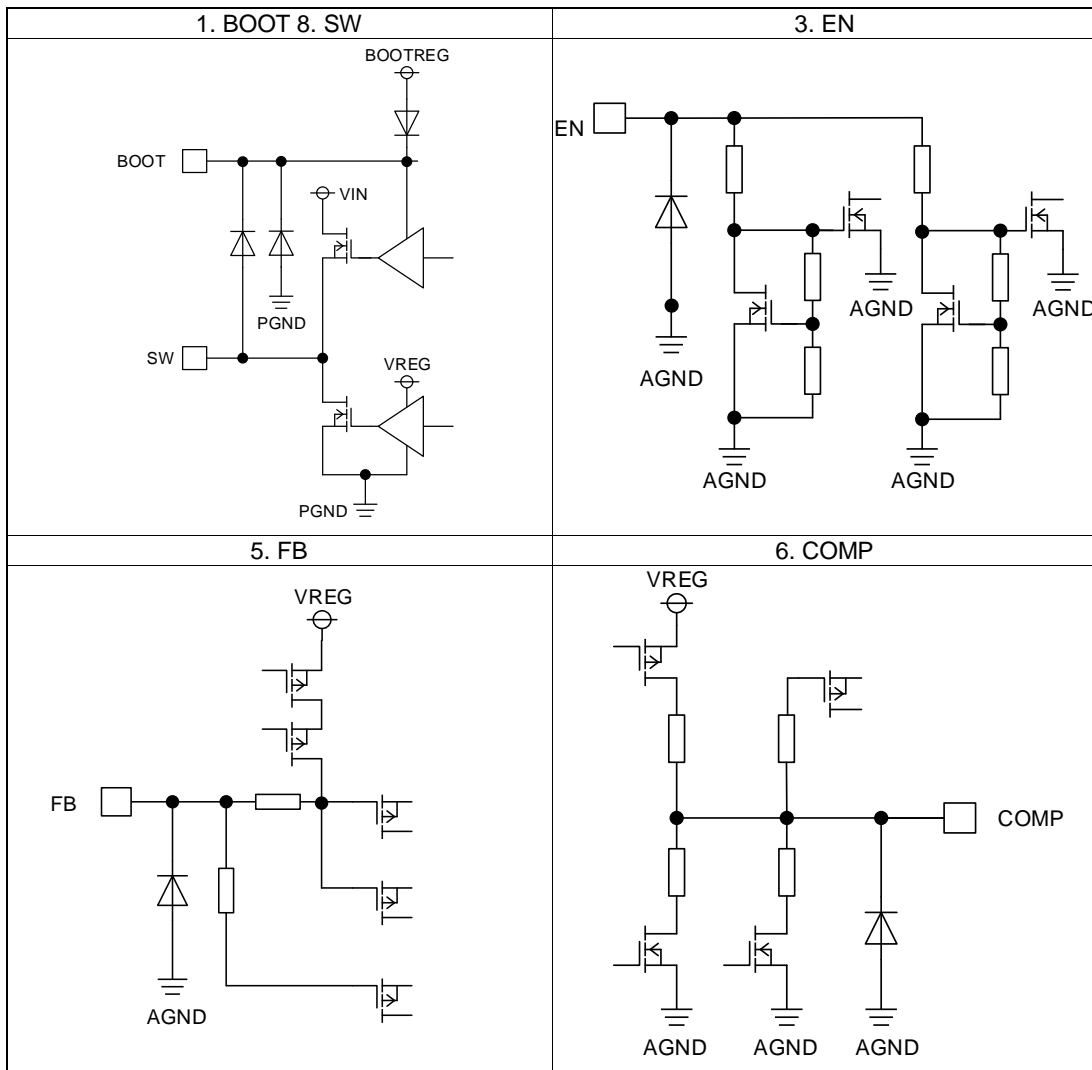 1. BOOT 8. SW
BOOTREG
BOOT
VIN
PGND
SW
VREG
PGND
3. EN
EN
AGND
AGND
AGND
AGND
AGND
5. FB
VREG
FB
AGND
6. COMP
VREG
COMP
AGND
AGND
AGND